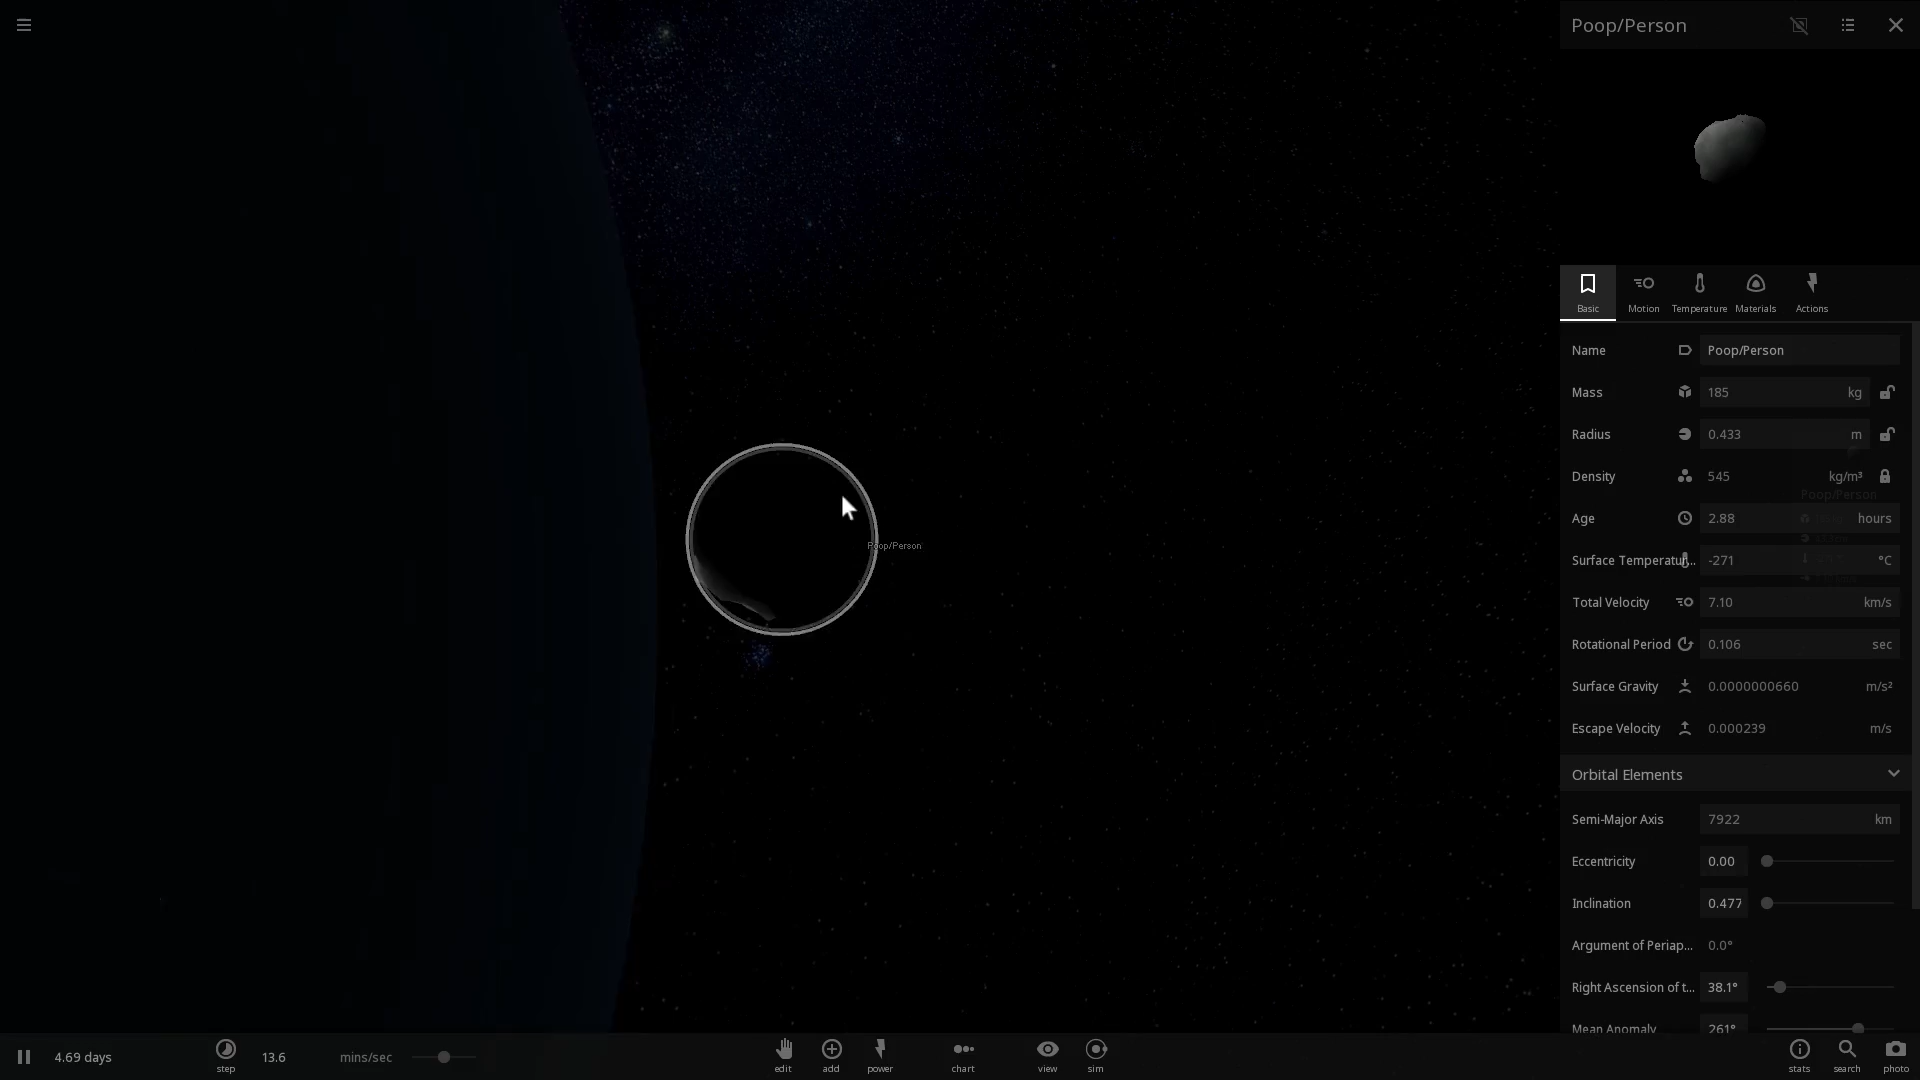 Poop/Person
Basic
Motion
Temperature
Materials
Actions
Name Poop/Person
Mass 185 kg
Radius 0.433 m
Density 545 kg/m³
Poop/Person
Age 2.88 hours
Poop/Person
Surface Temperatur... -271 °C
Total Velocity 7.10 km/s
Rotational Period 0.106 sec
Surface Gravity 0.0000000660 m/s²
Escape Velocity 0.000239 m/s
Orbital Elements
Semi-Major Axis 7922 km
Eccentricity 0.00
Inclination 0.477
Argument of Periap... 0.0°
Right Ascension of t... 38.1°
Mean Anomaly 261°
4.69 days
step
13.6 mins/sec
edit
add
power
chart
view
sim
stats
search
photo